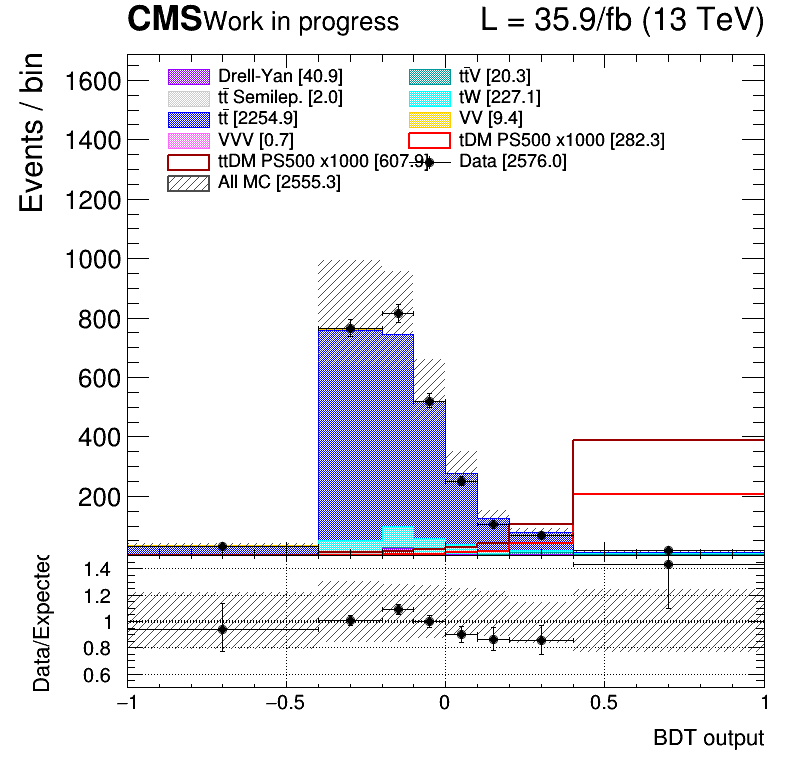 CMS Work in progress L = 35.9/fb (13 TeV)
Events / bin
1600
1400
1200
1000
800
600
400
200
Drell-Yan [40.9] tt̄V [20.3]
tt̄ Semilep. [2.0] tW [227.1]
tt̄ [2254.9] VV [9.4]
VVV [0.7] tDM PS500 x1000 [282.3]
ttDM PS500 x1000 [607.9] Data [2576.0]
All MC [2555.3]
Data/Expected
1.4
1.2
1
0.8
0.6
−1 −0.5 0 0.5 1
BDT output